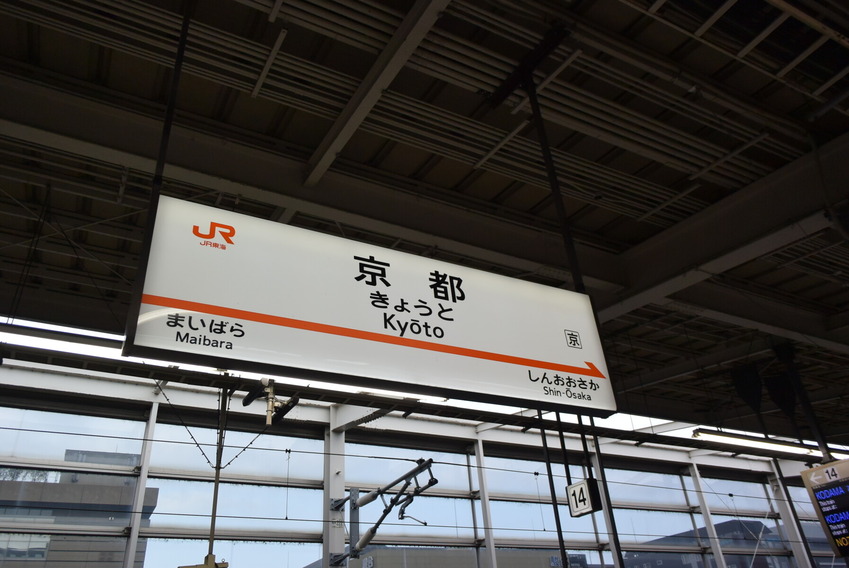 JR
JR東海
京都
きょうと
Kyōto
京
まいばら
Maibara
しんおおさか
Shin-Ōsaka
14
14
KODAMA
KODAMA